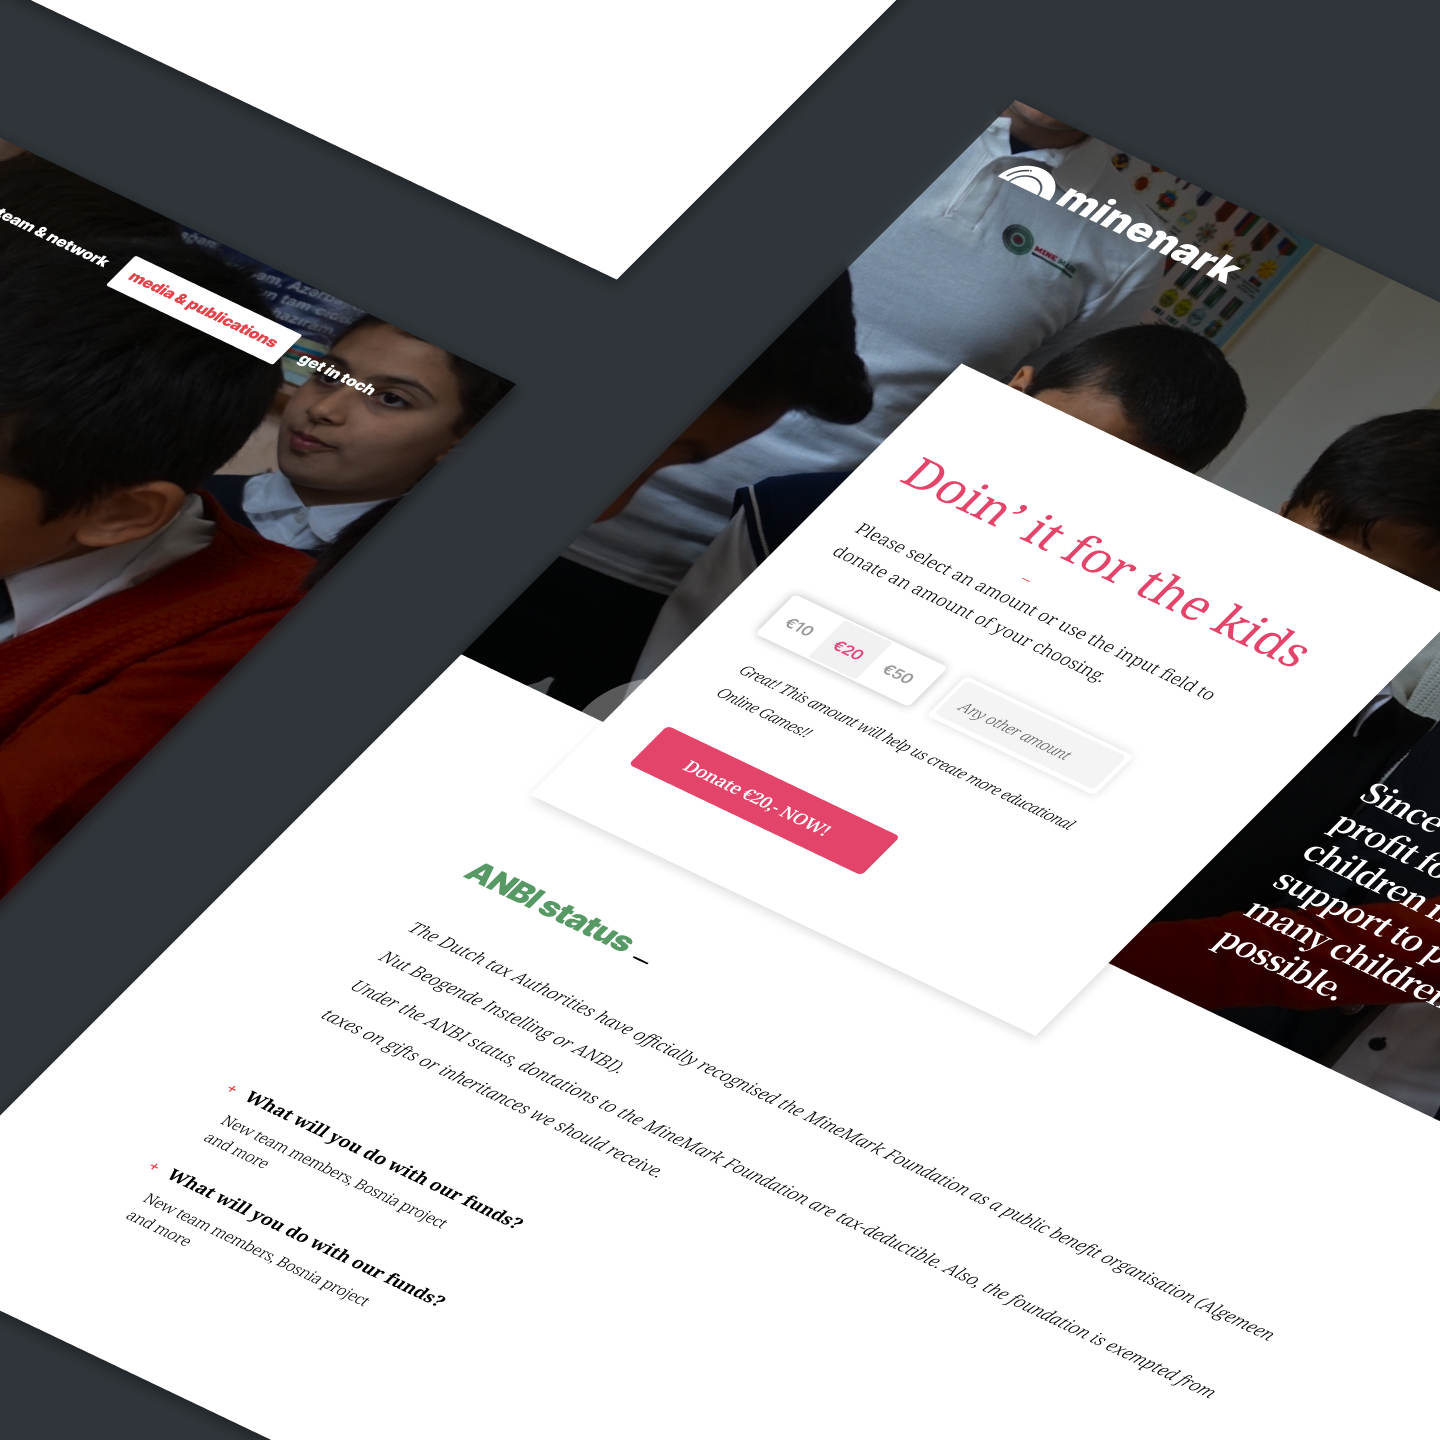 team & network
media & publications
get in toch
minenark
MINE MARK
Doin' it for the kids
Please select an amount or use the input field to
donate an amount of your choosing.
€10
€20
€50
Any other amount
Great! This amount will help us create more educational
Online Games!!
Donate €20,- NOW!
Since
profit fo
children
support to p
many children
possible.
ANBI status _
The Dutch tax Authorities have officially recognised the MineMark Foundation as a public benefit organisation (Algemeen
Nut Beogende Instelling or ANBI).
Under the ANBI status, dontations to the MineMark Foundation are tax-deductible. Also, the foundation is exempted from
taxes on gifts or inheritances we should receive.
+ What will you do with our funds?
New team members, Bosnia project
and more
+ What will you do with our funds?
New team members, Bosnia project
and more